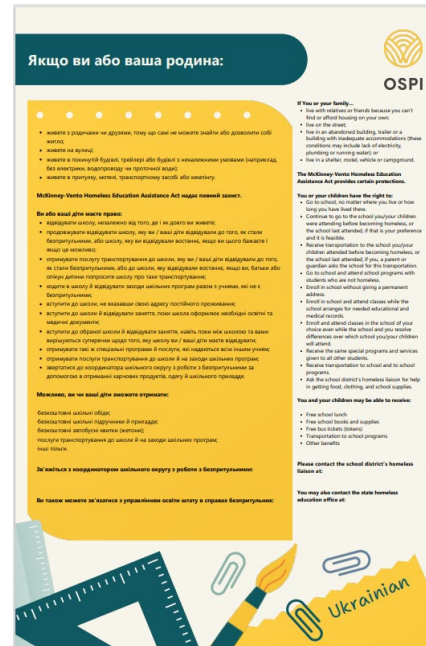 Якщо ви або ваша родина:
OSPI
живете з родичами чи друзями, тому що самі не можете знайти або дозволити собі
житло;
живете на вулиці;
живете в покинутій будівлі, трейлері або будівлі з неналежними умовами (наприклад,
без електрики, водопроводу чи проточної води);
живете в притулку, мотелі, транспортному засобі або кемпінгу.
McKinney-Vento Homeless Education Assistance Act надає певний захист.
Ви або ваші діти маєте право:
відвідувати школу, незалежно від того, де і як довго ви живете;
продовжувати відвідувати школу, яку ви / ваші діти відвідували до того, як стали
безпритульними, або школу, яку ви відвідували востаннє, якщо ви цього бажаєте і
якщо це можливо;
отримувати послугу транспортування до школи, яку ви / ваші діти відвідували до того,
як стали безпритульними, або до школи, яку відвідували востаннє, якщо ви, батьки або
опікун дитини попросите школу про таке транспортування;
ходити в школу й відвідувати заходи шкільних програм разом з учнями, які не є
безпритульними;
вступити до школи, не вказавши свою адресу постійного проживання;
вступити до школи й відвідувати заняття, поки школа оформлює необхідні освітні та
медичні документи;
вступити до обраної школи й відвідувати заняття, навіть поки між школою та вами
вирішуються суперечки щодо того, яку школу ви / ваші діти маєте відвідувати;
отримувати такі ж спеціальні програми й послуги, які надаються всім іншим учням;
отримувати послуги транспортування до школи й на заходи шкільних програм;
звертатися до координатора шкільного округу з роботи з безпритульними за
допомогою в отриманні харчових продуктів, одягу й шкільного приладдя.
Можливо, ви чи ваші діти зможете отримати:
безкоштовні шкільні обіди;
безкоштовні шкільні підручники й приладдя;
безкоштовні автобусні квитки (жетони);
послуги транспортування до школи й на заходи шкільних програм;
інші пільги.
Зв'яжіться з координатором шкільного округу з роботи з безпритульними:
Ви також можете зв'язатися з управлінням освіти штату в справах безпритульних:
If You or your family...
live with relatives or friends because you can't
find or afford housing on your own;
live on the street;
live in an abandoned building, trailer or a
building with inadequate accommodations (these
conditions may include lack of electricity,
plumbing or running water); or
live in a shelter, motel, vehicle or campground.
The McKinney-Vento Homeless Education
Assistance Act provides certain protections.
You or your children have the right to:
Go to school, no matter where you live or how
long you have lived there.
Continue to go to the school you/your children
were attending before becoming homeless, or
the school last attended, if that is your preference
and it is feasible.
Receive transportation to the school you/your
children attended before becoming homeless, or
the school last attended, if you, a parent or
guardian asks the school for this transportation.
Go to school and attend school programs with
students who are not homeless.
Enroll in school without giving a permanent
address.
Enroll in school and attend classes while the
school arranges for needed educational and
medical records.
Enroll and attend classes in the school of your
choice even while the school and you resolve
differences over which school you/your children
will attend.
Receive the same special programs and services
given to all other students.
Receive transportation to school and to school
programs.
Ask the school district's homeless liaison for help
in getting food, clothing, and school supplies.
You and your children may be able to receive:
Free school lunch
Free school books and supplies
Free bus tickets (tokens)
Transportation to school programs
Other benefits
Please contact the school district's homeless
liaison at:
You may also contact the state homeless
education office at:
Ukrainian